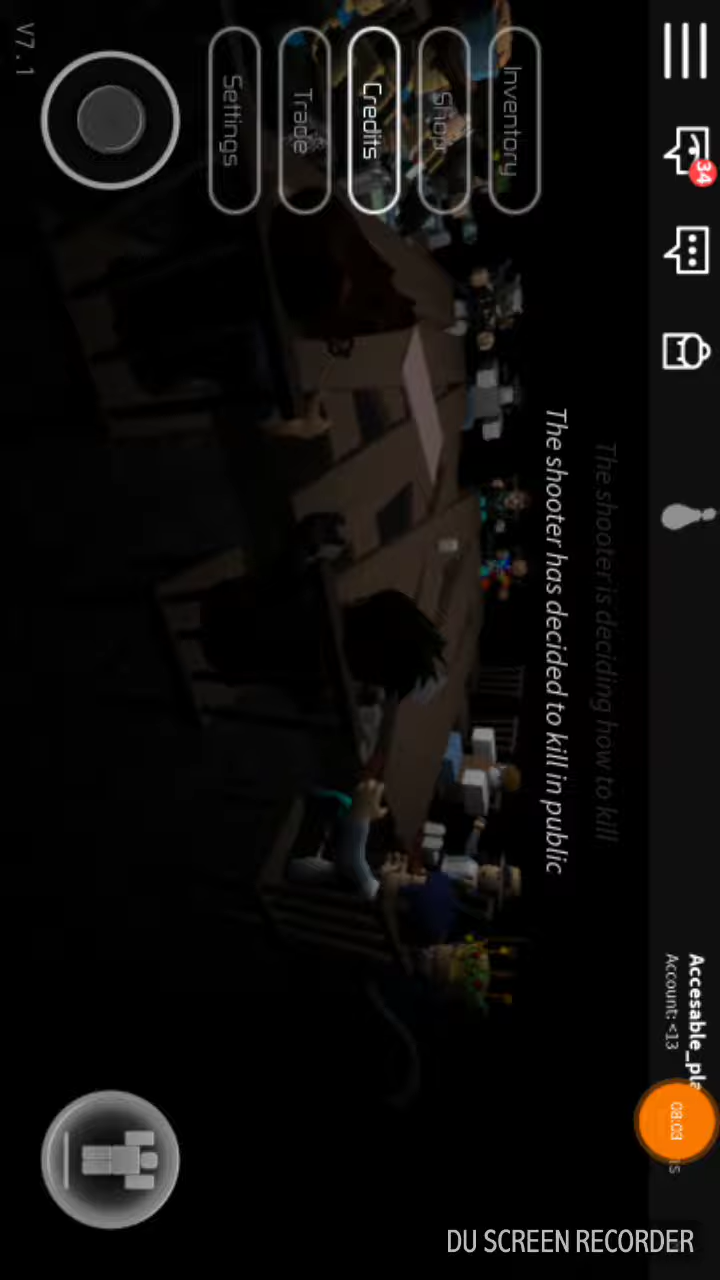 34
Accesable_pla
Account: <13
08:03
The shooter is deciding how to kill
The shooter has decided to kill in public
Inventory
Shop
Credits
Trade
Settings
V7.1
DU SCREEN RECORDER